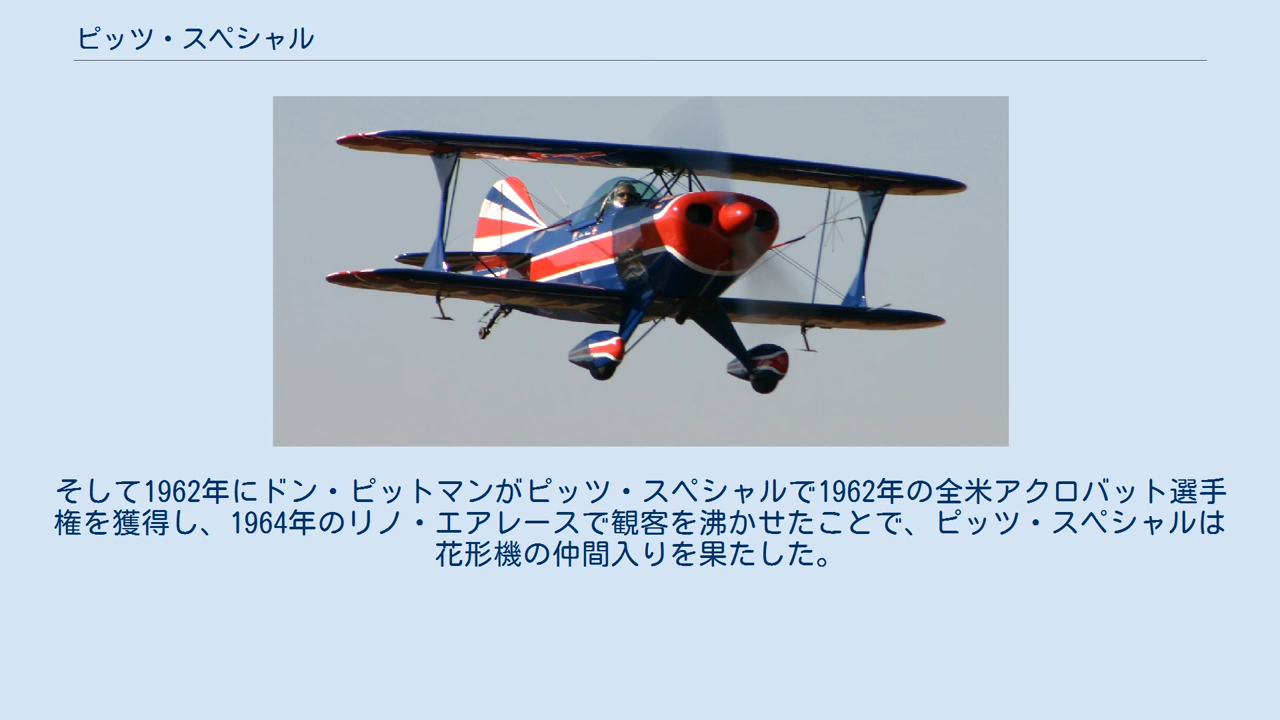 ピッツ・スペシャル
そして1962年にドン・ピットマンがピッツ・スペシャルで1962年の全米アクロバット選手
権を獲得し、1964年のリノ・エアレースで観客を沸かせたことで、ピッツ・スペシャルは
花形機の仲間入りを果たした。